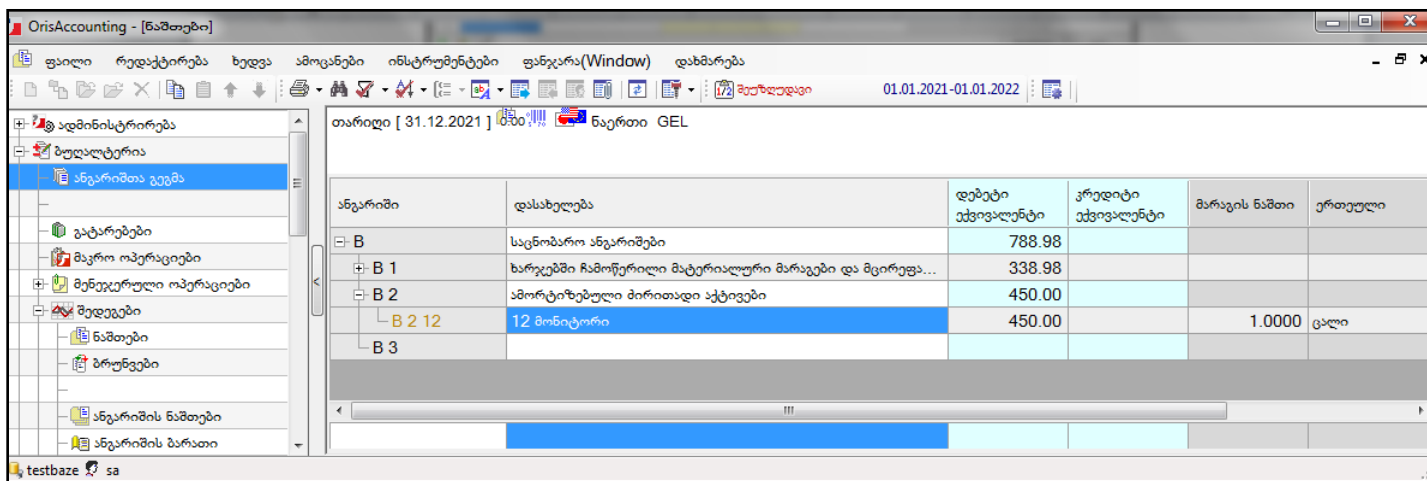 OrisAccounting - [ნაშთები]
ფაილი რედაქტირება ხედვა ამოცანები ინსტრუმენტები ფანჯარა(Window) დახმარება
შეუზღუდავი 01.01.2021-01.01.2022
ადმინისტრირება
ბუღალტერია
ანგარიშთა გეგმა
გატარებები
მაკრო ოპერაციები
მენეჯერული ოპერაციები
შედეგები
ნაშთები
ბრუნვები
ანგარიშის ნაშთები
ანგარიშის ბარათი
თარიღი [ 31.12.2021 ] ნაერთი GEL
ანგარიში დასახელება დებეტი ექვივალენტი კრედიტი ექვივალენტი მარაგის ნაშთი ერთეული
B საცნობარო ანგარიშები 788.98
B 1 ხარჯებში ჩამოწერილი მატერიალური მარაგები და მცირეფა... 338.98
B 2 ამორტიზებული ძირითადი აქტივები 450.00
B 2 12 12 მონიტორი 450.00 1.0000 ცალი
B 3
testbaze sa